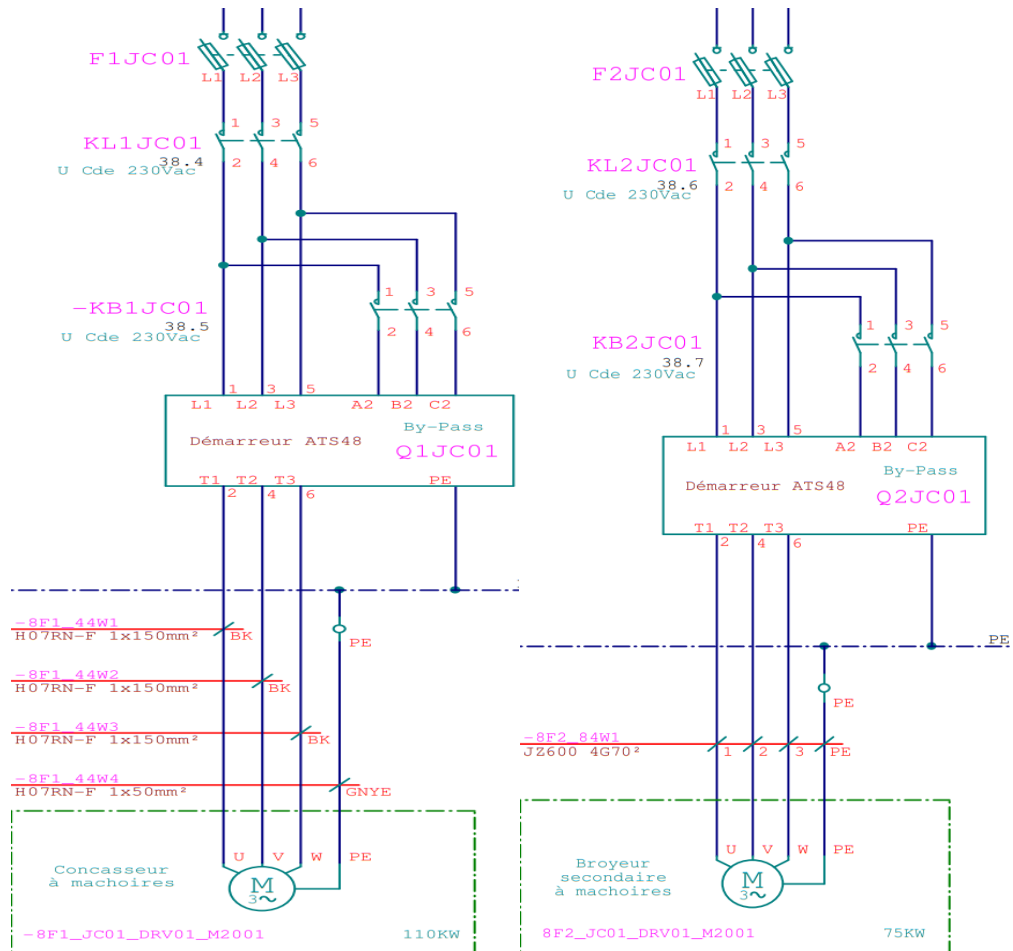 F1JC01
L1 L2 L3
1 3 5
KL1JC01
38.4
2 4 6
U Cde 230Vac
1 3 5
-KB1JC01
38.5
2 4 6
U Cde 230Vac
1 3 5
L1 L2 L3 A2 B2 C2
By-Pass
Démarreur ATS48
Q1JC01
T1 T2 T3 PE
2 4 6
-8F1_44W1
H07RN-F 1x150mm²
BK
PE
-8F1_44W2
H07RN-F 1x150mm²
BK
-8F1_44W3
H07RN-F 1x150mm²
BK
-8F1_44W4
H07RN-F 1x50mm²
GNYE
U V W PE
Concasseur
à machoires
M
3~
-8F1_JC01_DRV01_M2001
110KW
F2JC01
L1 L2 L3
1 3 5
KL2JC01
38.6
2 4 6
U Cde 230Vac
1 3 5
KB2JC01
38.7
2 4 6
U Cde 230Vac
1 3 5
L1 L2 L3 A2 B2 C2
By-Pass
Démarreur ATS48
Q2JC01
T1 T2 T3 PE
2 4 6
PE
PE
-8F2_84W1
JZ600 4G70²
1 2 3 PE
U V W PE
Broyeur
secondaire
à machoires
M
3~
8F2_JC01_DRV01_M2001
75KW